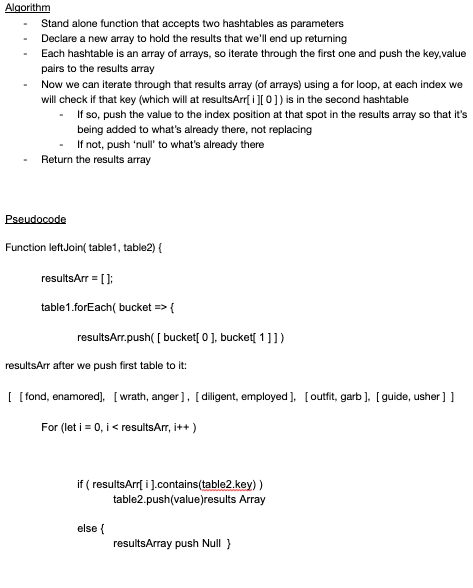 Algorithm
- Stand alone function that accepts two hashtables as parameters
- Declare a new array to hold the results that we'll end up returning
- Each hashtable is an array of arrays, so iterate through the first one and push the key,value
pairs to the results array
- Now we can iterate through that results array (of arrays) using a for loop, at each index we
will check if that key (which will at resultsArr[ i ][ 0 ] ) is in the second hashtable
- If so, push the value to the index position at that spot in the results array so that it's
being added to what's already there, not replacing
- If not, push 'null' to what's already there
- Return the results array
Pseudocode
Function leftJoin( table1, table2) {
resultsArr = [ ];
table1.forEach( bucket => {
resultsArr.push( [ bucket[ 0 ], bucket[ 1 ] ] )
resultsArr after we push first table to it:
[ [ fond, enamored], [ wrath, anger ] , [ diligent, employed ], [ outfit, garb ], [ guide, usher ] ]
For (let i = 0, i < resultsArr, i++ )
if ( resultsArr[ i ].contains(table2.key) )
table2.push(value)results Array
else {
resultsArray push Null }